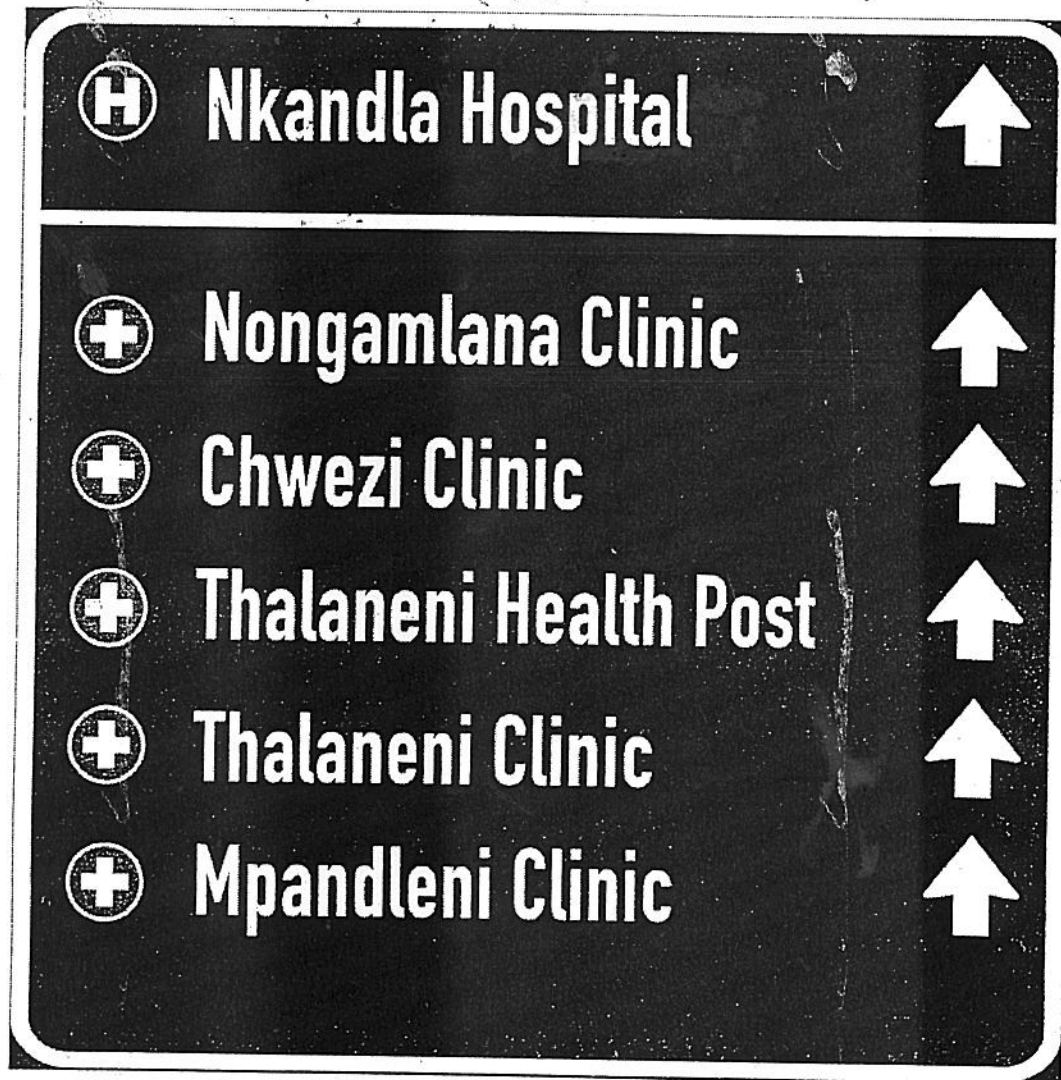 H Nkandla Hospital
Nongamlana Clinic
Chwezi Clinic
Thalaneni Health Post
Thalaneni Clinic
Mpandleni Clinic